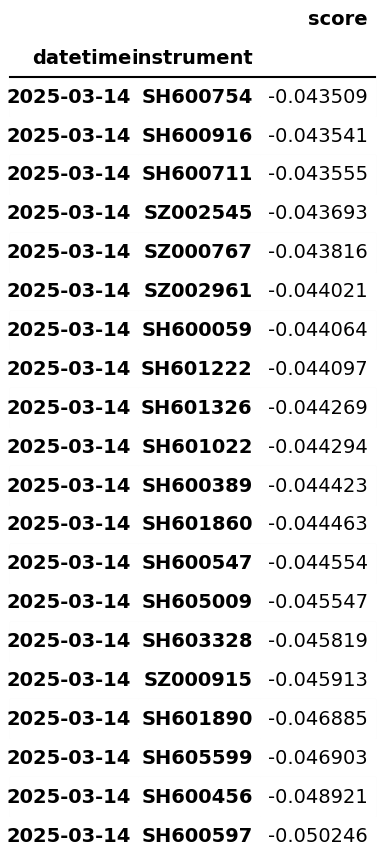 score
datetime instrument
2025-03-14 SH600754 -0.043509
2025-03-14 SH600916 -0.043541
2025-03-14 SH600711 -0.043555
2025-03-14 SZ002545 -0.043693
2025-03-14 SZ000767 -0.043816
2025-03-14 SZ002961 -0.044021
2025-03-14 SH600059 -0.044064
2025-03-14 SH601222 -0.044097
2025-03-14 SH601326 -0.044269
2025-03-14 SH601022 -0.044294
2025-03-14 SH600389 -0.044423
2025-03-14 SH601860 -0.044463
2025-03-14 SH600547 -0.044554
2025-03-14 SH605009 -0.045547
2025-03-14 SH603328 -0.045819
2025-03-14 SZ000915 -0.045913
2025-03-14 SH601890 -0.046885
2025-03-14 SH605599 -0.046903
2025-03-14 SH600456 -0.048921
2025-03-14 SH600597 -0.050246